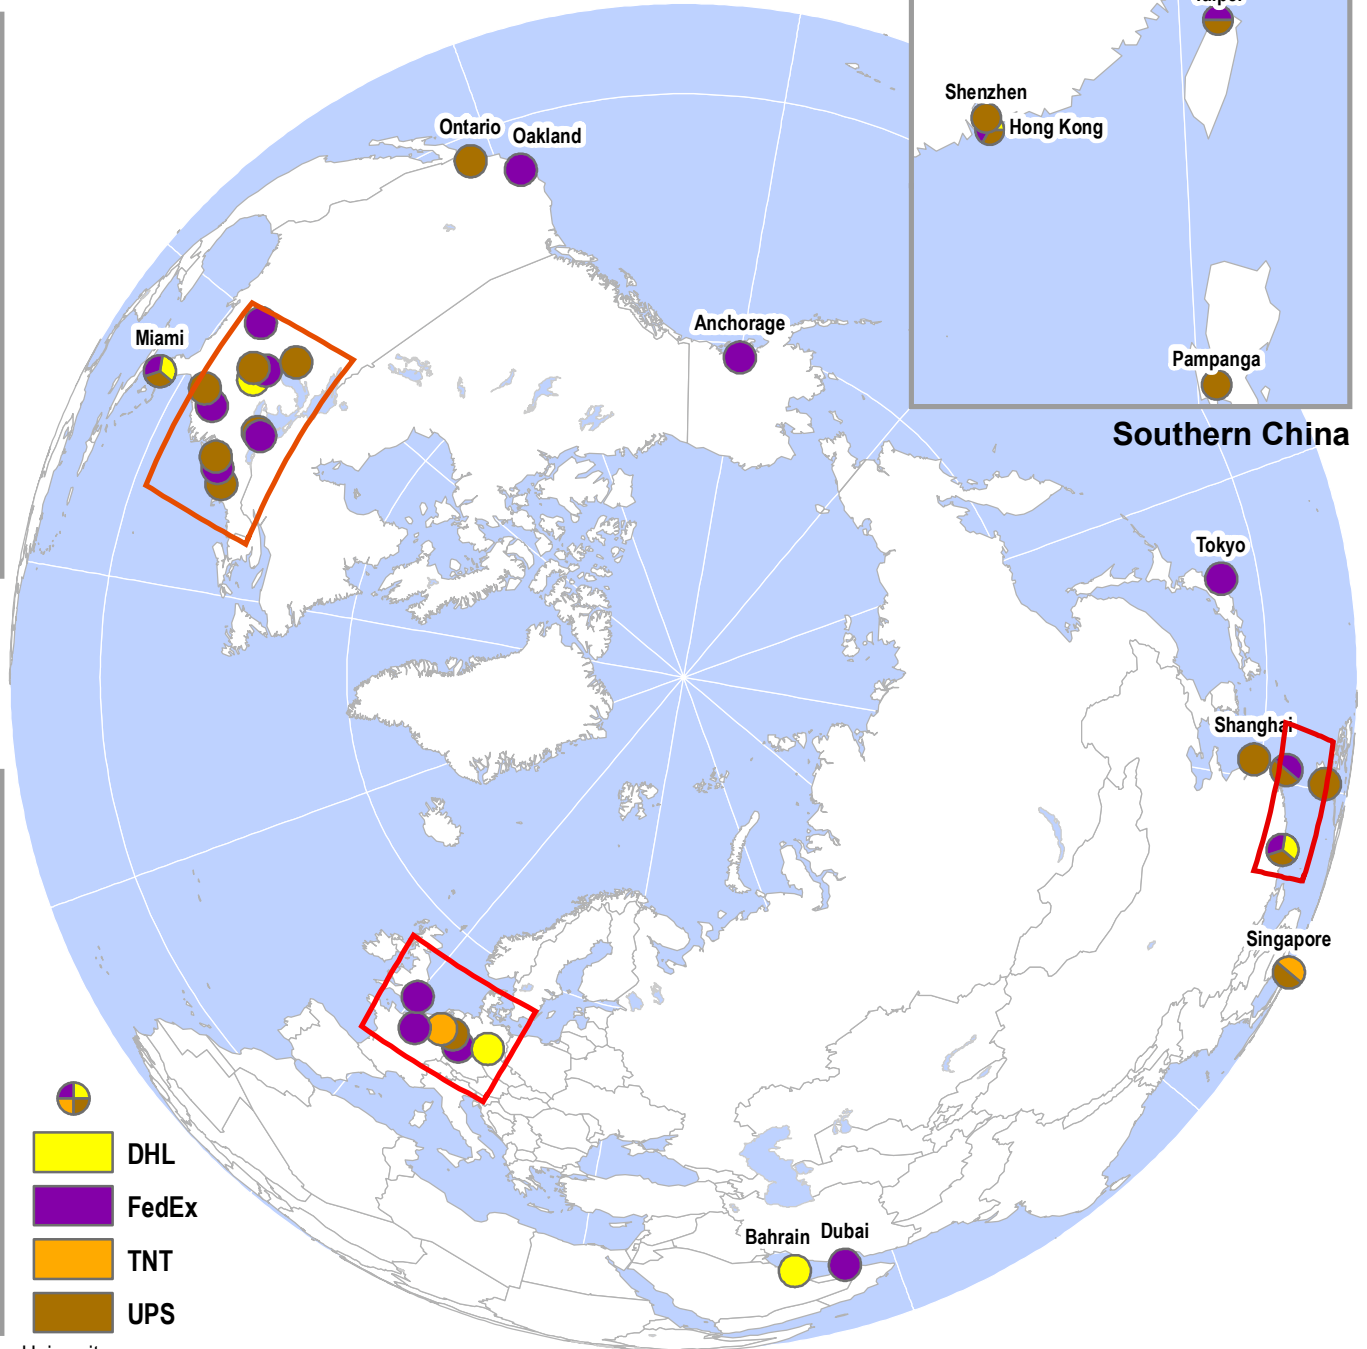 Taipei
Shenzhen
Hong Kong
Ontario
Oakland
Miami
Anchorage
Pampanga
Southern China
Tokyo
Shanghai
Singapore
DHL
FedEx
TNT
UPS
Bahrain
Dubai